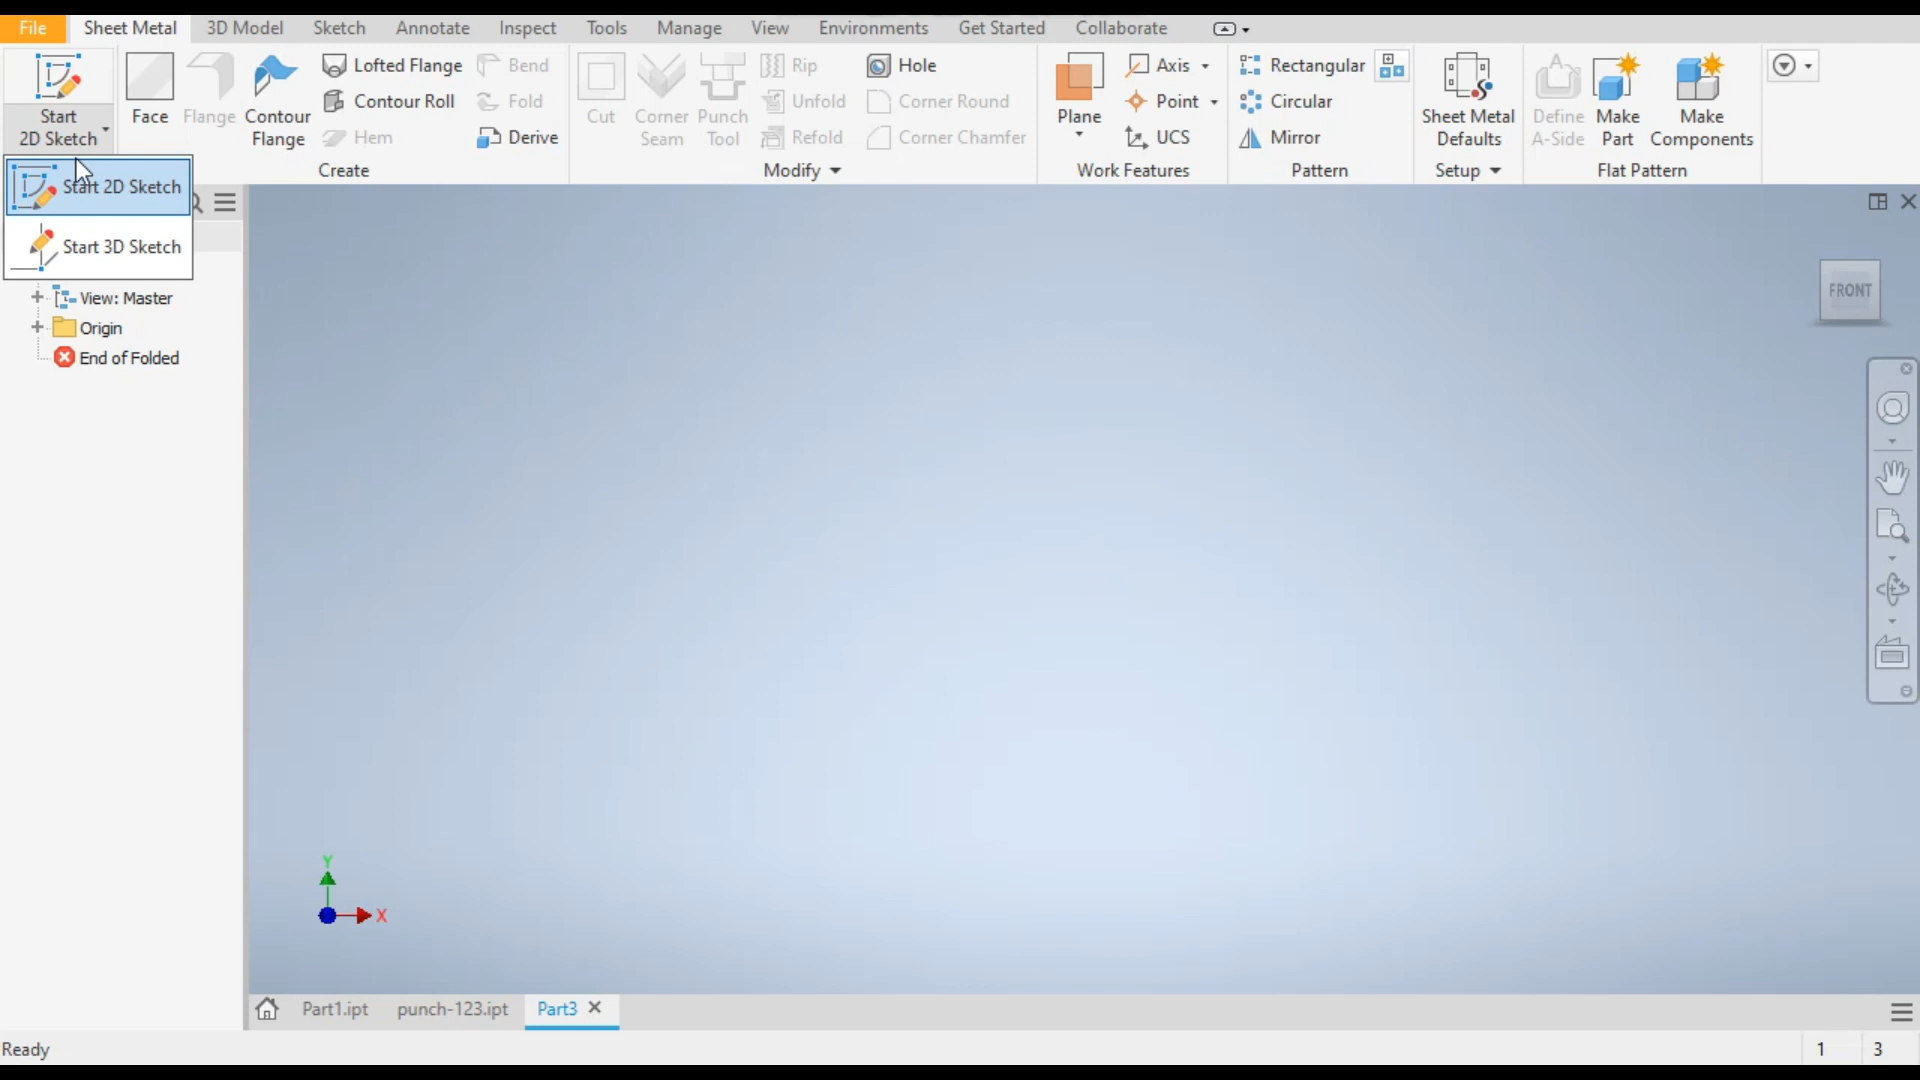 File Sheet Metal 3D Model Sketch Annotate Inspect Tools Manage View Environments Get Started Collaborate
Start
2D Sketch
Face
Flange
Contour
Flange
Lofted Flange
Contour Roll
Hem
Bend
Fold
Derive
Create
Cut
Corner
Seam
Punch
Tool
Rip
Unfold
Refold
Hole
Corner Round
Corner Chamfer
Modify
Plane
Axis
Point
UCS
Work Features
Rectangular
Circular
Mirror
Pattern
Sheet Metal
Defaults
Setup
Define
A-Side
Make
Part
Make
Components
Flat Pattern
Start 2D Sketch
Start 3D Sketch
View: Master
Origin
End of Folded
FRONT
Y
X
Part1.ipt punch-123.ipt Part3
Ready 1 3